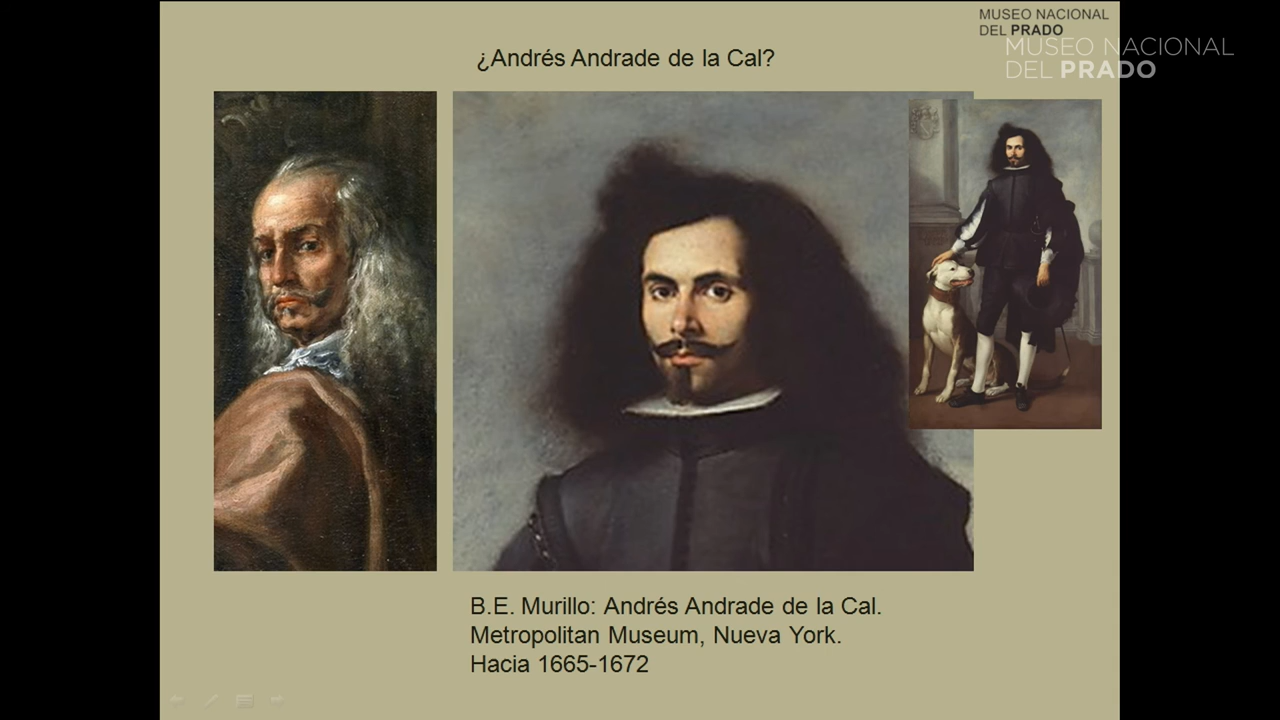 MUSEO NACIONAL
DEL PRADO
MUSEO NACIONAL
DEL PRADO
¿Andrés Andrade de la Cal?
B.E. Murillo: Andrés Andrade de la Cal.
Metropolitan Museum, Nueva York.
Hacia 1665-1672